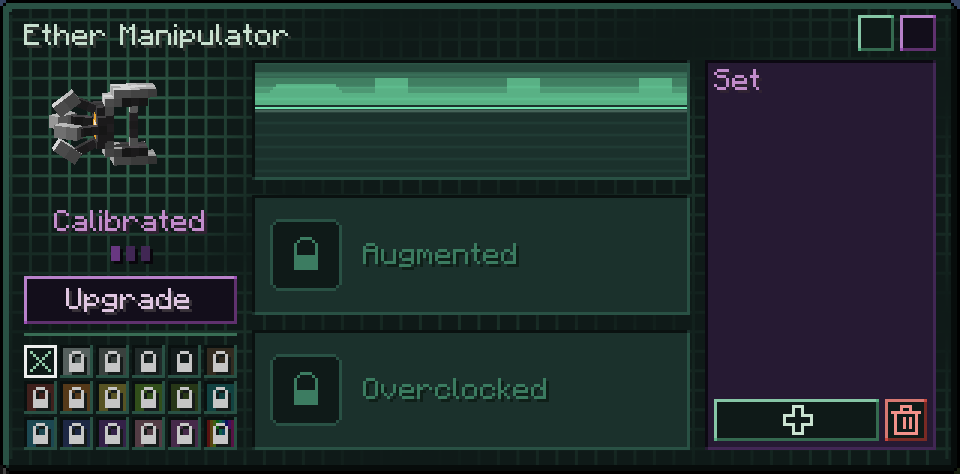 Ether Manipulator
Calibrated
Upgrade
Augmented
Overclocked
Set